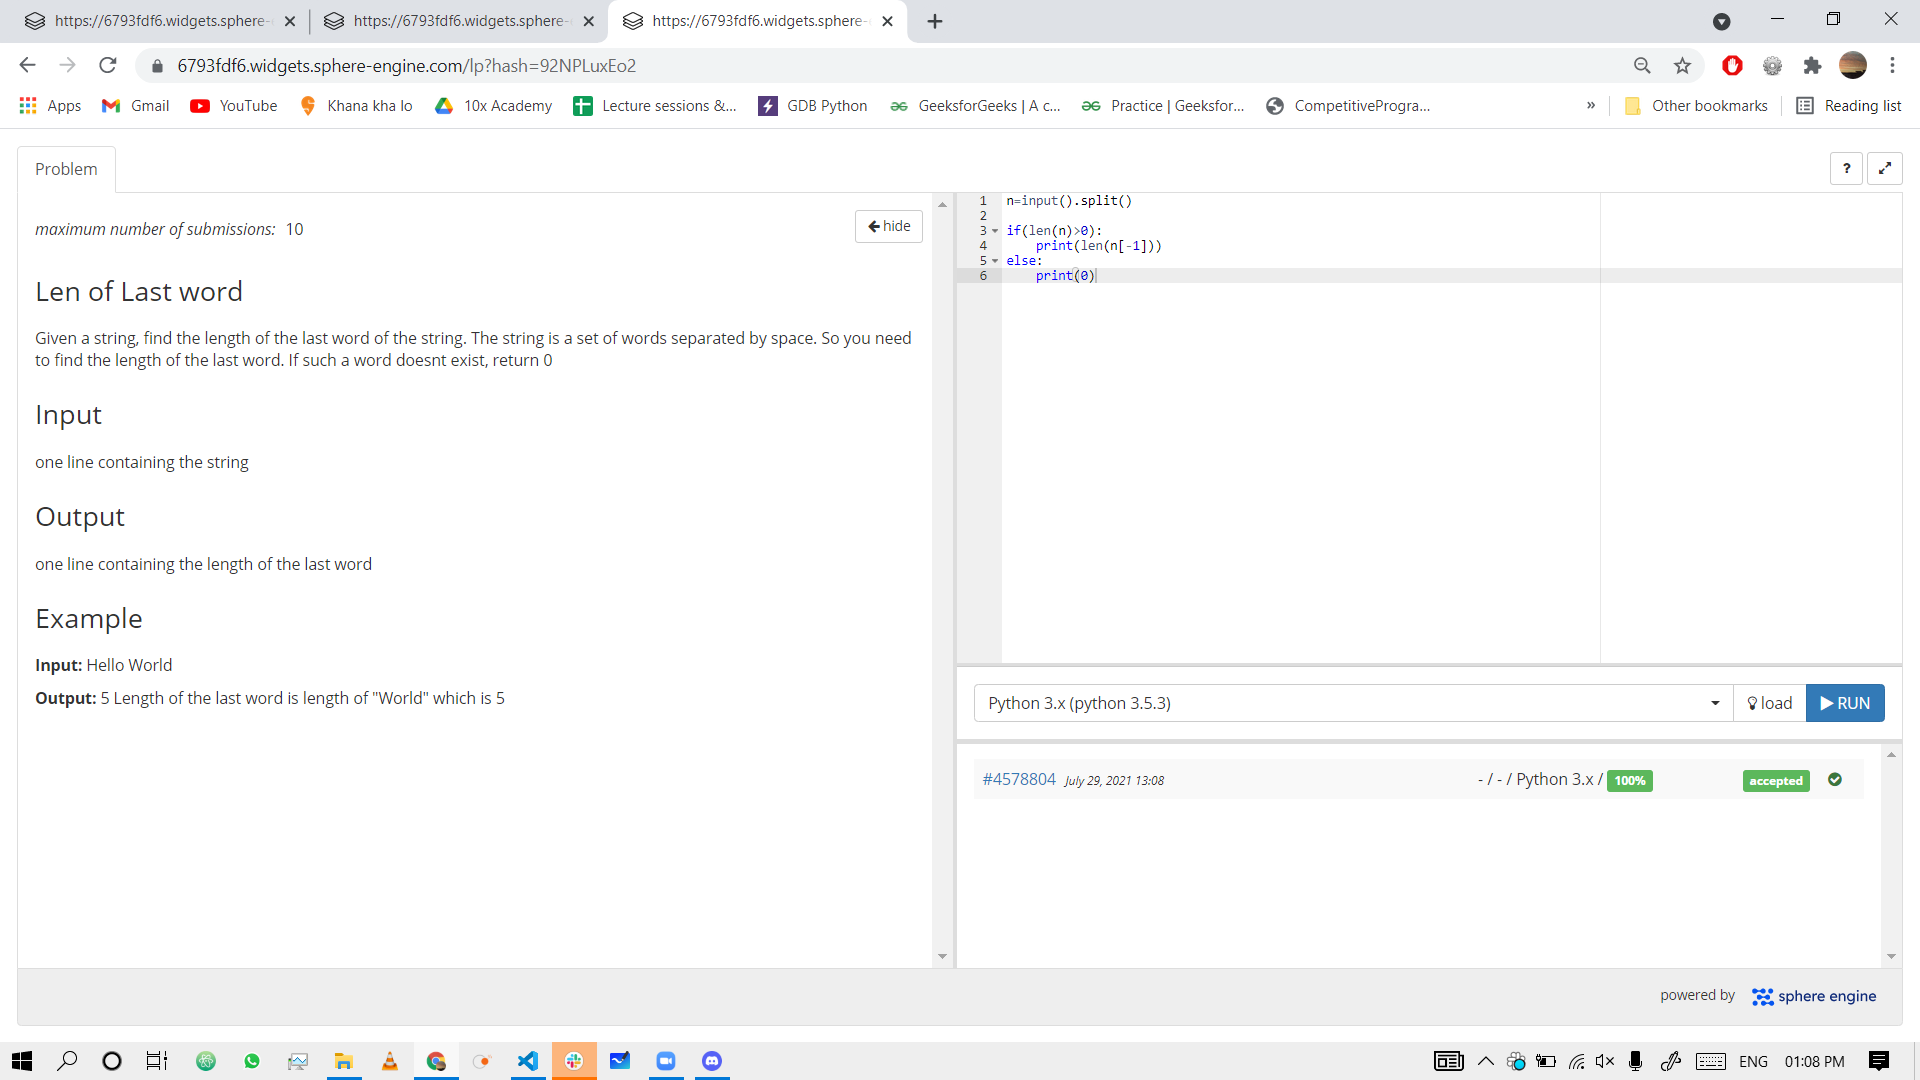 https://6793fdf6.widgets.sphere-
https://6793fdf6.widgets.sphere-
https://6793fdf6.widgets.sphere-
6793fdf6.widgets.sphere-engine.com/lp?hash=92NPLuxEo2
Apps
Gmail
YouTube
Khana kha lo
10x Academy
Lecture sessions &...
GDB Python
GeeksforGeeks | A c...
Practice | Geeksfor...
CompetitiveProgra...
»
Other bookmarks
Reading list
Problem
?
maximum number of submissions: 10
hide
Len of Last word
Given a string, find the length of the last word of the string. The string is a set of words separated by space. So you need
to find the length of the last word. If such a word doesnt exist, return 0
Input
one line containing the string
Output
one line containing the length of the last word
Example
Input: Hello World
Output: 5 Length of the last word is length of "World" which is 5
1 n=input().split()
2
3 if(len(n)>0):
4     print(len(n[-1]))
5 else:
6     print(0)
Python 3.x (python 3.5.3)
load
RUN
#4578804 July 29, 2021 13:08
- / - / Python 3.x / 100%
accepted
powered by sphere engine
ENG
01:08 PM